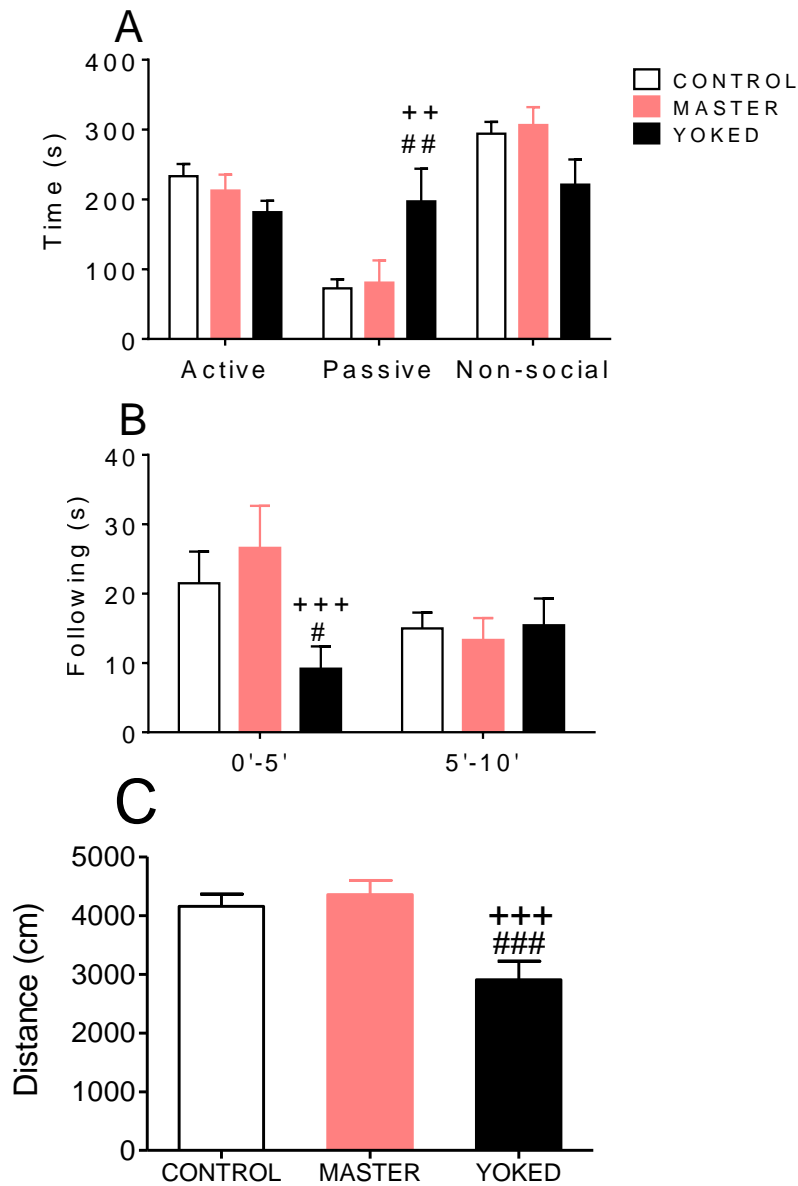 A
400
300
200
100
0
Time (s)
++
##
Active Passive Non-social
CONTROL
MASTER
YOKED
B
40
30
20
10
0
Following (s)
+++
#
0'-5' 5'-10'
C
5000
4000
3000
2000
1000
0
Distance (cm)
+++
###
CONTROL MASTER YOKED